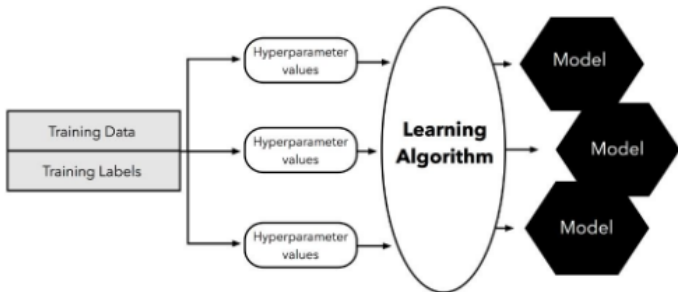 Training Data
Training Labels
Hyperparameter
values
Hyperparameter
values
Hyperparameter
values
Learning
Algorithm
Model
Model
Model